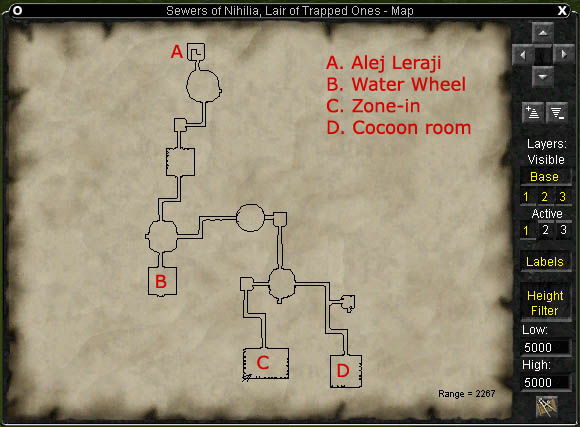 O Sewers of Nihilia, Lair of Trapped Ones - Map X
A
A. Alej Leraji
B. Water Wheel
C. Zone-in
D. Cocoon room
B
C
D
Range = 2267
Layers:
Visible
Base
1 2 3
Active
1 2 3
Labels
Height
Filter
Low:
5000
High:
5000